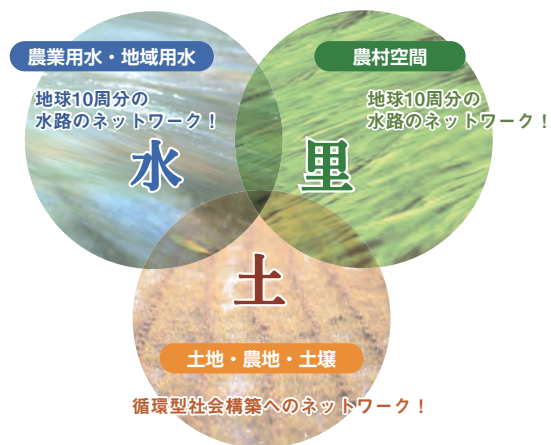 農業用水・地域用水
地球10周分の
水路のネットワーク！
水
農村空間
地球10周分の
水路のネットワーク！
里
土
土地・農地・土壌
循環型社会構築へのネットワーク！